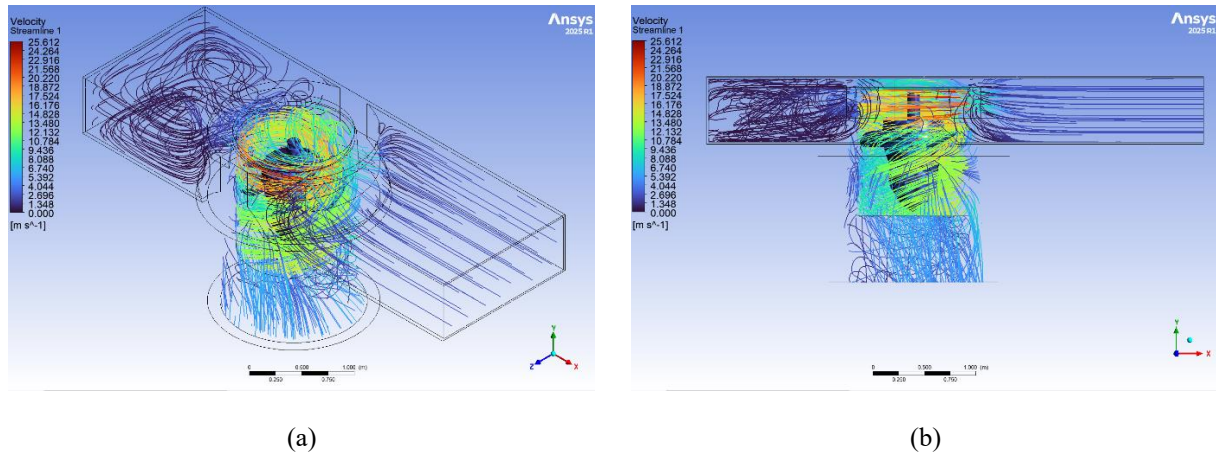 Velocity
Streamline 1
25.612
24.264
22.916
21.568
20.220
18.872
17.524
16.176
14.828
13.480
12.132
10.784
9.436
8.088
6.740
5.392
4.044
2.696
1.348
0.000
[m s^-1]
Ansys
2025 R1
Y
Z
X
0 0.500 1.000 (m)
0.250 0.750
(a)
Velocity
Streamline 1
25.612
24.264
22.916
21.568
20.220
18.872
17.524
16.176
14.828
13.480
12.132
10.784
9.436
8.088
6.740
5.392
4.044
2.696
1.348
0.000
[m s^-1]
Ansys
2025 R1
Y
X
0 0.500 1.000 (m)
0.250 0.750
(b)